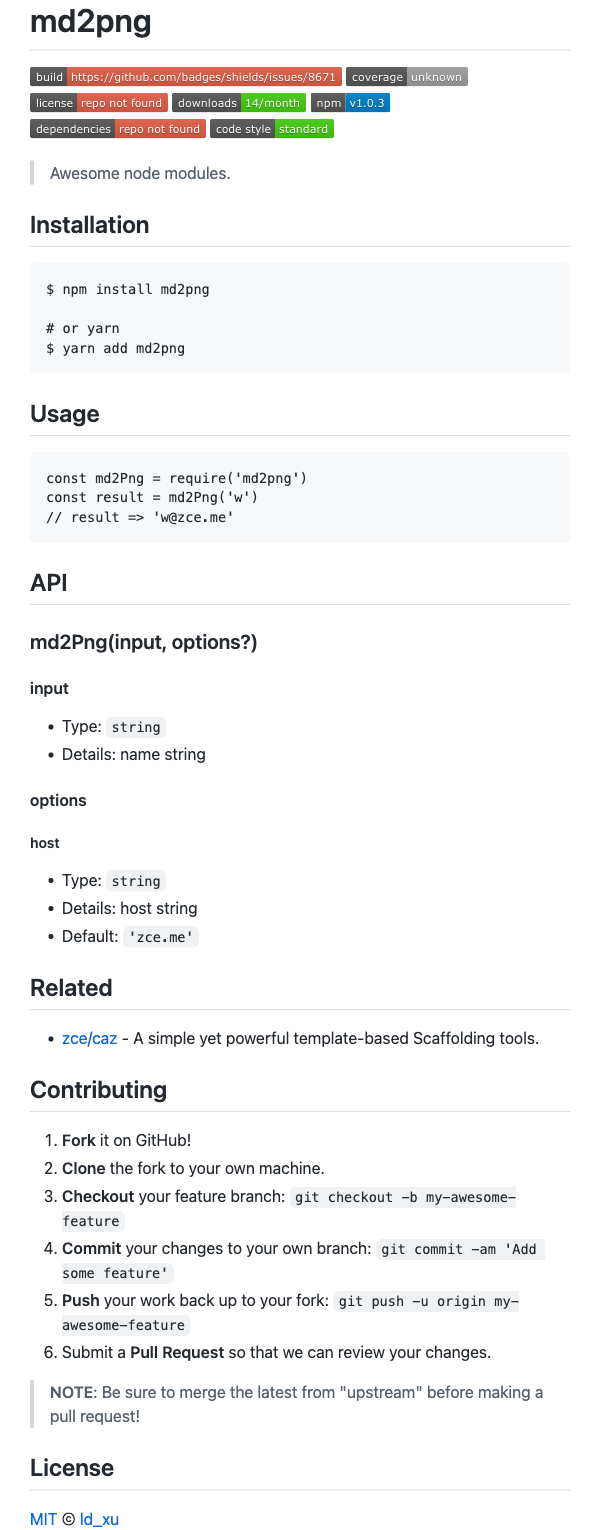 md2png
build https://github.com/badges/shields/issues/8671 coverage unknown
license repo not found downloads 14/month npm v1.0.3
dependencies repo not found code style standard
Awesome node modules.
Installation
$ npm install md2png
# or yarn
$ yarn add md2png
Usage
const md2Png = require('md2png')
const result = md2Png('w')
// result => 'w@zce.me'
API
md2Png(input, options?)
input
• Type: string
• Details: name string
options
host
• Type: string
• Details: host string
• Default: 'zce.me'
Related
• zce/caz - A simple yet powerful template-based Scaffolding tools.
Contributing
1. Fork it on GitHub!
2. Clone the fork to your own machine.
3. Checkout your feature branch: git checkout -b my-awesome-
feature
4. Commit your changes to your own branch: git commit -am 'Add
some feature'
5. Push your work back up to your fork: git push -u origin my-
awesome-feature
6. Submit a Pull Request so that we can review your changes.
NOTE: Be sure to merge the latest from "upstream" before making a
pull request!
License
MIT © ld_xu